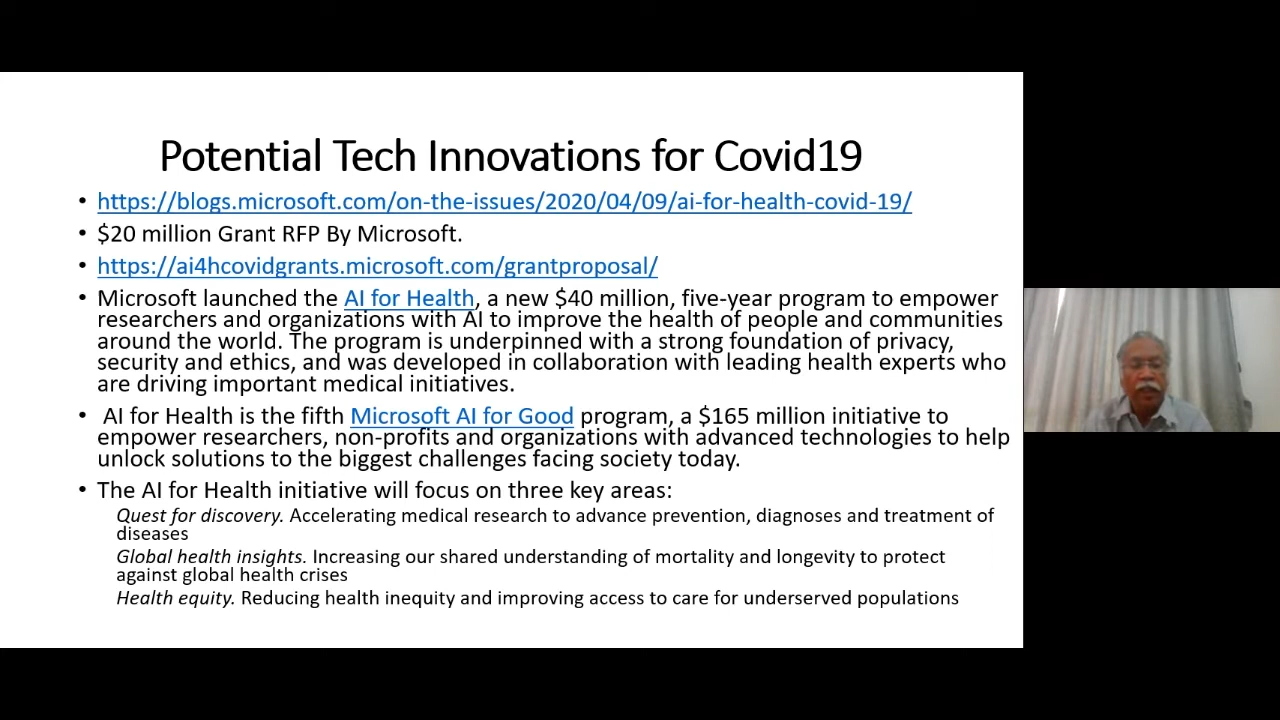 Potential Tech Innovations for Covid19
• https://blogs.microsoft.com/on-the-issues/2020/04/09/ai-for-health-covid-19/
• $20 million Grant RFP By Microsoft.
• https://ai4hcovidgrants.microsoft.com/grantproposal/
• Microsoft launched the AI for Health, a new $40 million, five-year program to empower
researchers and organizations with AI to improve the health of people and communities
around the world. The program is underpinned with a strong foundation of privacy,
security and ethics, and was developed in collaboration with leading health experts who
are driving important medical initiatives.
• AI for Health is the fifth Microsoft AI for Good program, a $165 million initiative to
empower researchers, non-profits and organizations with advanced technologies to help
unlock solutions to the biggest challenges facing society today.
• The AI for Health initiative will focus on three key areas:
Quest for discovery. Accelerating medical research to advance prevention, diagnoses and treatment of
diseases
Global health insights. Increasing our shared understanding of mortality and longevity to protect
against global health crises
Health equity. Reducing health inequity and improving access to care for underserved populations